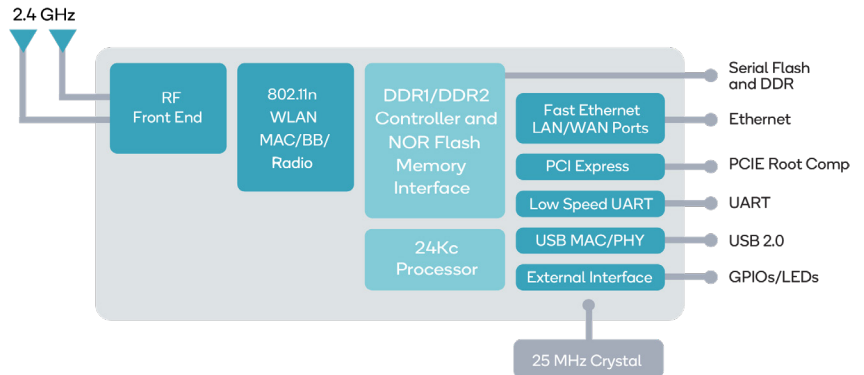 2.4 GHz
RF
Front End
802.11n
WLAN
MAC/BB/
Radio
DDR1/DDR2
Controller and
NOR Flash
Memory
Interface
24Kc
Processor
Fast Ethernet
LAN/WAN Ports
PCI Express
Low Speed UART
USB MAC/PHY
External Interface
Serial Flash
and DDR
Ethernet
PCIE Root Comp
UART
USB 2.0
GPIOs/LEDs
25 MHz Crystal